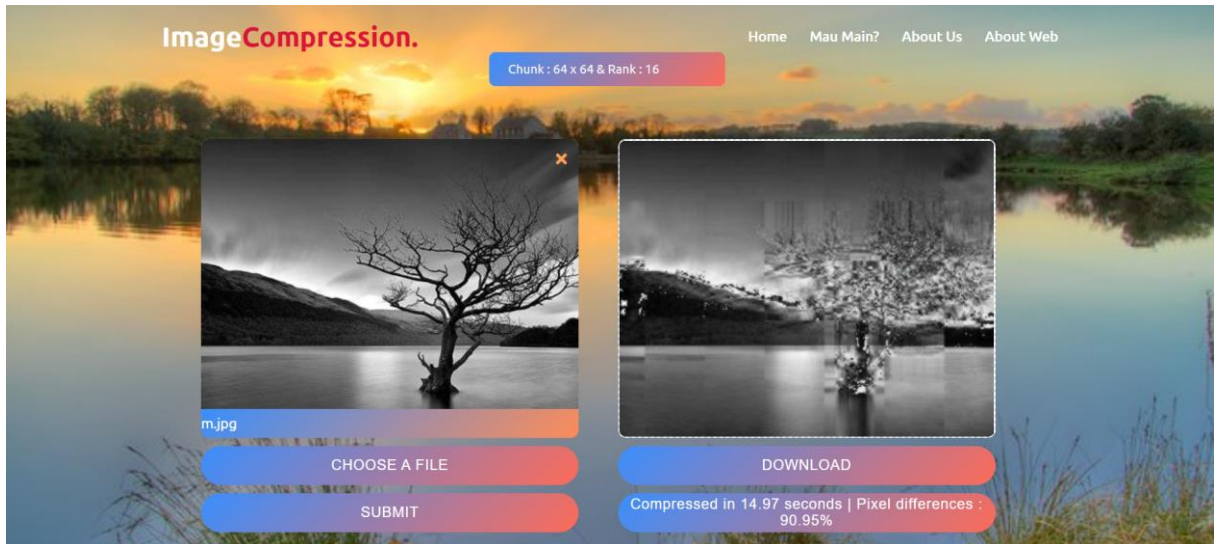 ImageCompression.
Home Mau Main? About Us About Web
Chunk : 64 x 64 & Rank : 16
m.jpg
CHOOSE A FILE
DOWNLOAD
SUBMIT
Compressed in 14.97 seconds | Pixel differences :
90.95%